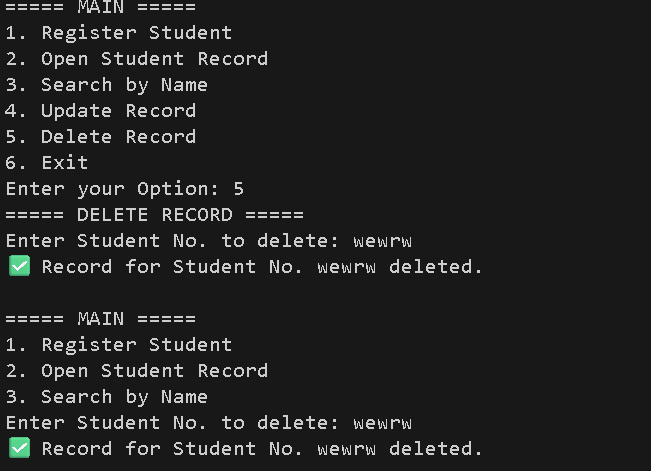 ===== MAIN =====
1. Register Student
2. Open Student Record
3. Search by Name
4. Update Record
5. Delete Record
6. Exit
Enter your Option: 5
===== DELETE RECORD =====
Enter Student No. to delete: wewrw
✅ Record for Student No. wewrw deleted.

===== MAIN =====
1. Register Student
2. Open Student Record
3. Search by Name
Enter Student No. to delete: wewrw
✅ Record for Student No. wewrw deleted.